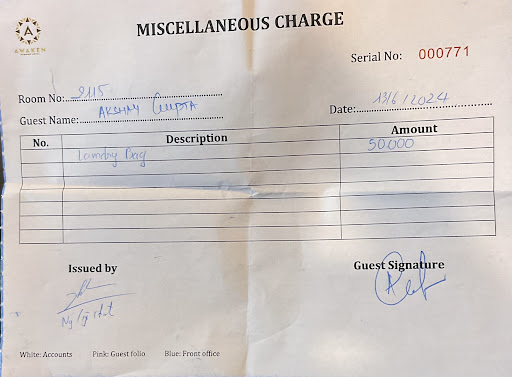 AWAKEN
MISCELLANEOUS CHARGE
Serial No: 000771
Room No: 2115
Guest Name: AKSHAY GUPTA
Date: 13/6/2024
No. Description Amount
Laundry Bag 50.000
Issued by Guest Signature
White: Accounts Pink: Guest folio Blue: Front office